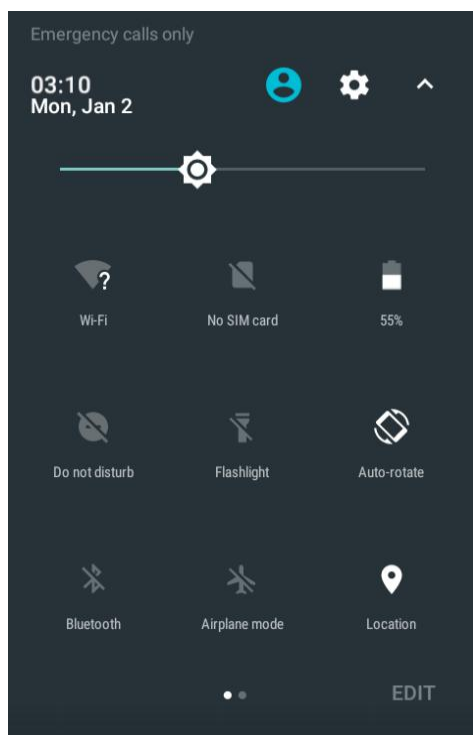 Emergency calls only
03:10
Mon, Jan 2
?
Wi-Fi
No SIM card
55%
Do not disturb
Flashlight
Auto-rotate
Bluetooth
Airplane mode
Location
EDIT